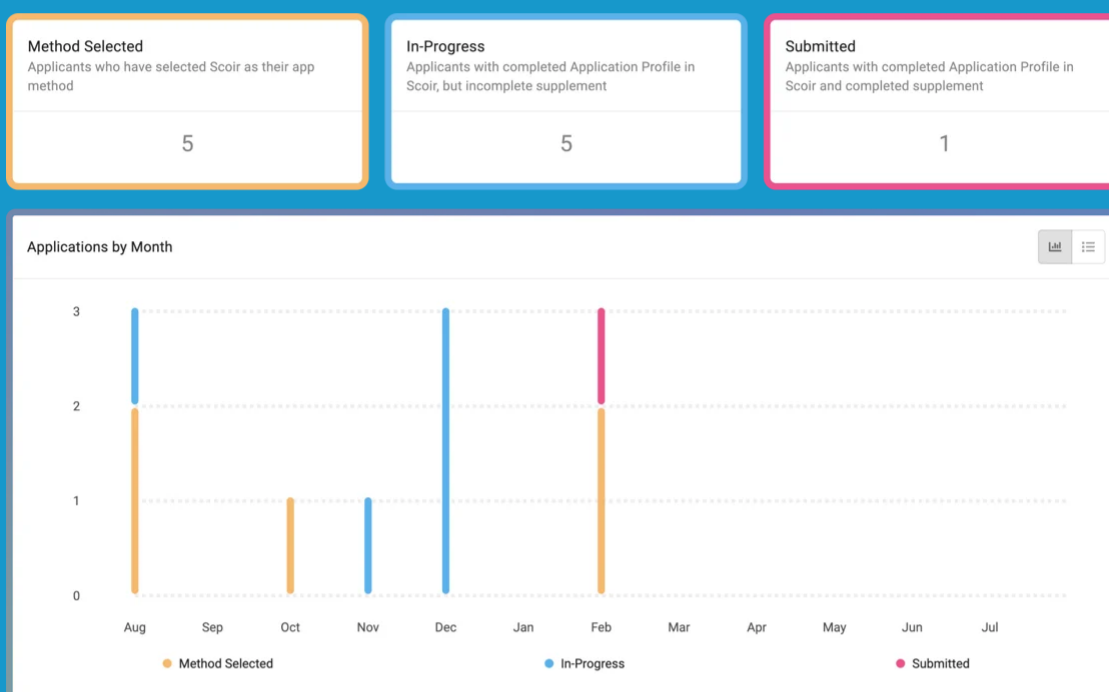 Method Selected
Applicants who have selected Scoir as their app
method
5
In-Progress
Applicants with completed Application Profile in
Scoir, but incomplete supplement
5
Submitted
Applicants with completed Application Profile in
Scoir and completed supplement
1
Applications by Month
3
2
1
0
Aug Sep Oct Nov Dec Jan Feb Mar Apr May Jun Jul
Method Selected In-Progress Submitted